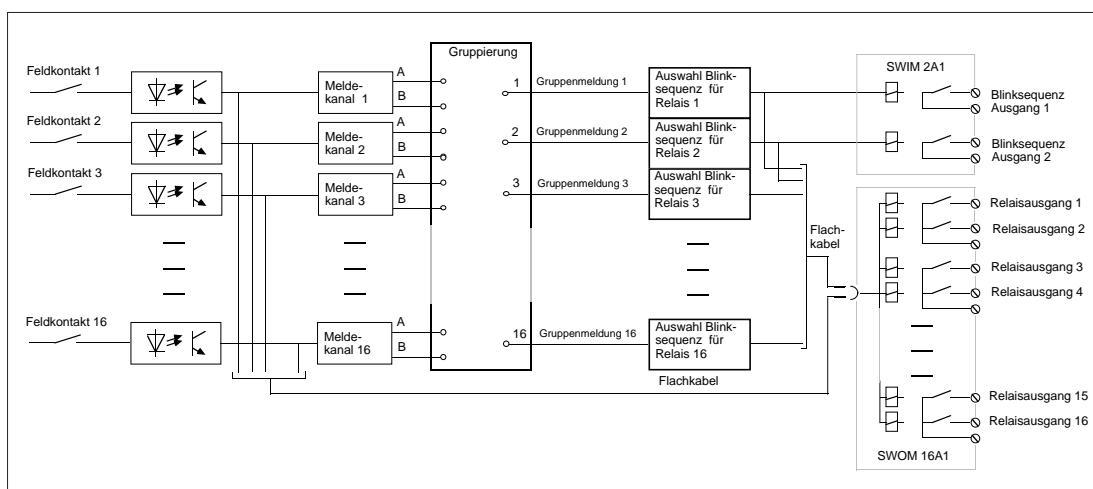 Feldkontakt 1
Feldkontakt 2
Feldkontakt 3
Feldkontakt 16
Melde-
kanal 1
Melde-
kanal 2
Melde-
kanal 3
Melde-
kanal 16
A
B
A
B
A
B
A
B
Gruppierung
1
2
3
16
Gruppenmeldung 1
Gruppenmeldung 2
Gruppenmeldung 3
Gruppenmeldung 16
Auswahl Blink-
sequenz für
Relais 1
Auswahl Blink-
sequenz für
Relais 2
Auswahl Blink-
sequenz für
Relais 3
Auswahl Blink-
sequenz für
Relais 16
Flachkabel
Flach-
kabel
SWIM 2A1
Blinksequenz
Ausgang 1
Blinksequenz
Ausgang 2
Relaisausgang 1
Relaisausgang 2
Relaisausgang 3
Relaisausgang 4
Relaisausgang 15
Relaisausgang 16
SWOM 16A1